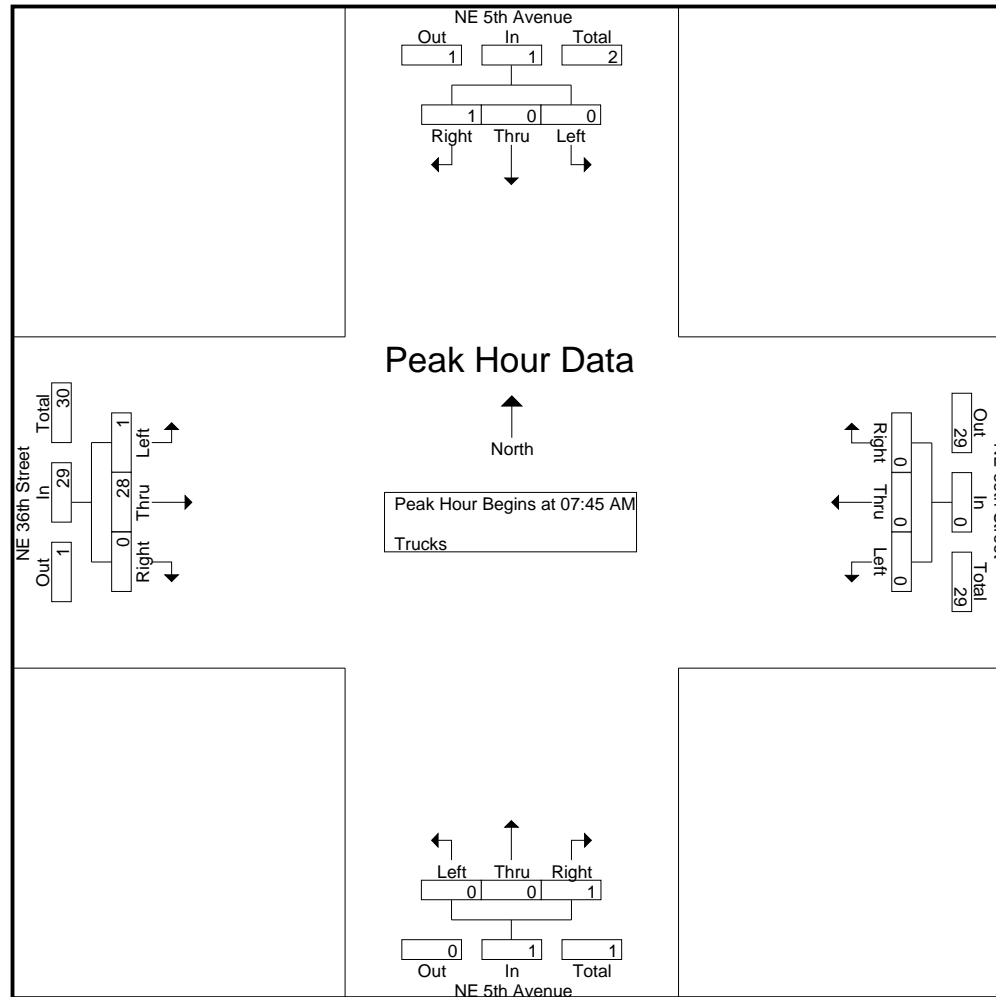 NE 5th Avenue
Out In Total
1 1 2
1 0 0
Right Thru Left
Peak Hour Data
North
Peak Hour Begins at 07:45 AM
Trucks
NE 36th Street
Total In Out
30 29 1
1 28 0
Left Thru Right
Right Thru Left
0 0 0
29 0 29
Out In Total
Left Thru Right
0 0 1
0 1 1
Out In Total
NE 5th Avenue